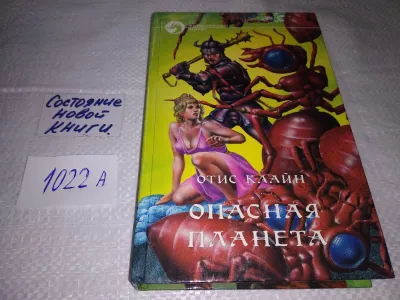 Состояние
новой
книги.
1022 А
ОТИС КЛАЙН
ОПАСНАЯ
ПЛАНЕТА